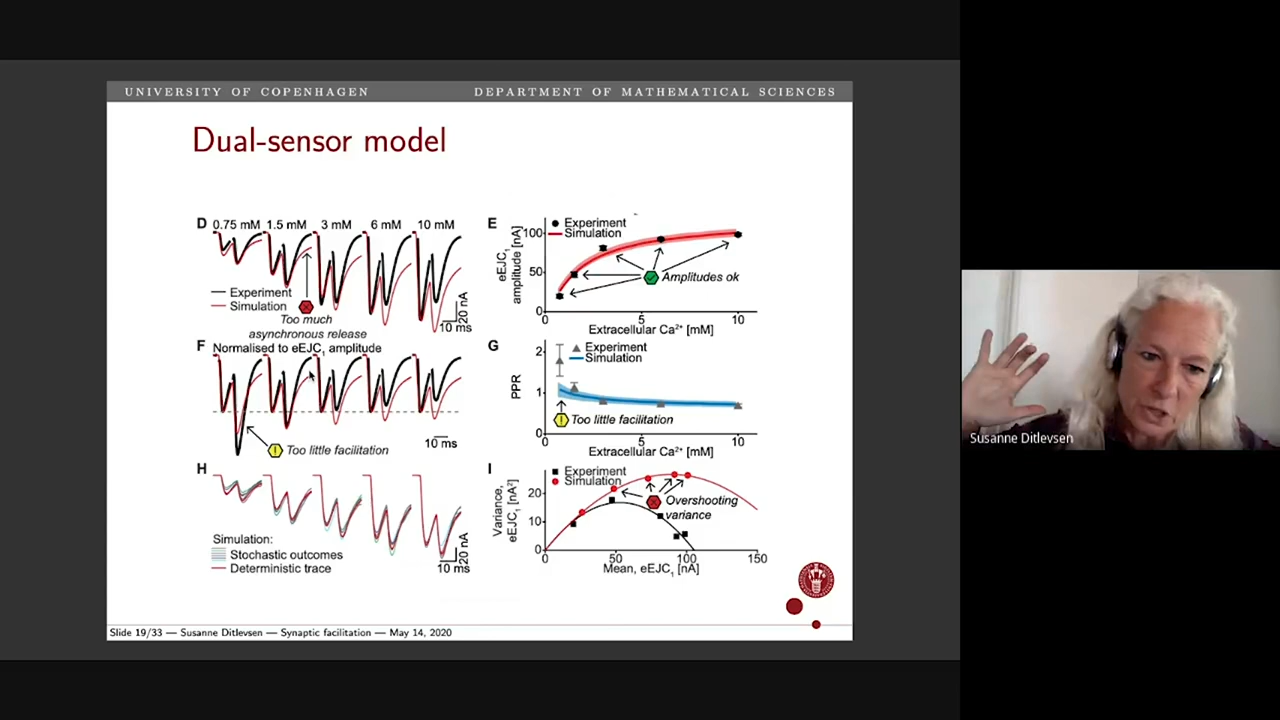 UNIVERSITY OF COPENHAGEN
DEPARTMENT OF MATHEMATICAL SCIENCES
Dual-sensor model
D
0.75 mM 1.5 mM 3 mM 6 mM 10 mM
Experiment
Simulation
Too much
asynchronous release
20 nA
10 ms
E
Experiment
Simulation
eEJC1
amplitude [nA]
100
50
0
Amplitudes ok
0 5 10
Extracellular Ca²⁺ [mM]
F
Normalised to eEJC1 amplitude
Too little facilitation
10 ms
G
Experiment
Simulation
PPR
2
1
0
Too little facilitation
0 5 10
Extracellular Ca²⁺ [mM]
H
Simulation:
Stochastic outcomes
Deterministic trace
20 nA
10 ms
I
Experiment
Simulation
Variance,
eEJC1 [nA²]
20
10
0
Overshooting
variance
0 50 100 150
Mean, eEJC1 [nA]
Slide 19/33 — Susanne Ditlevsen — Synaptic facilitation — May 14, 2020
Susanne Ditlevsen